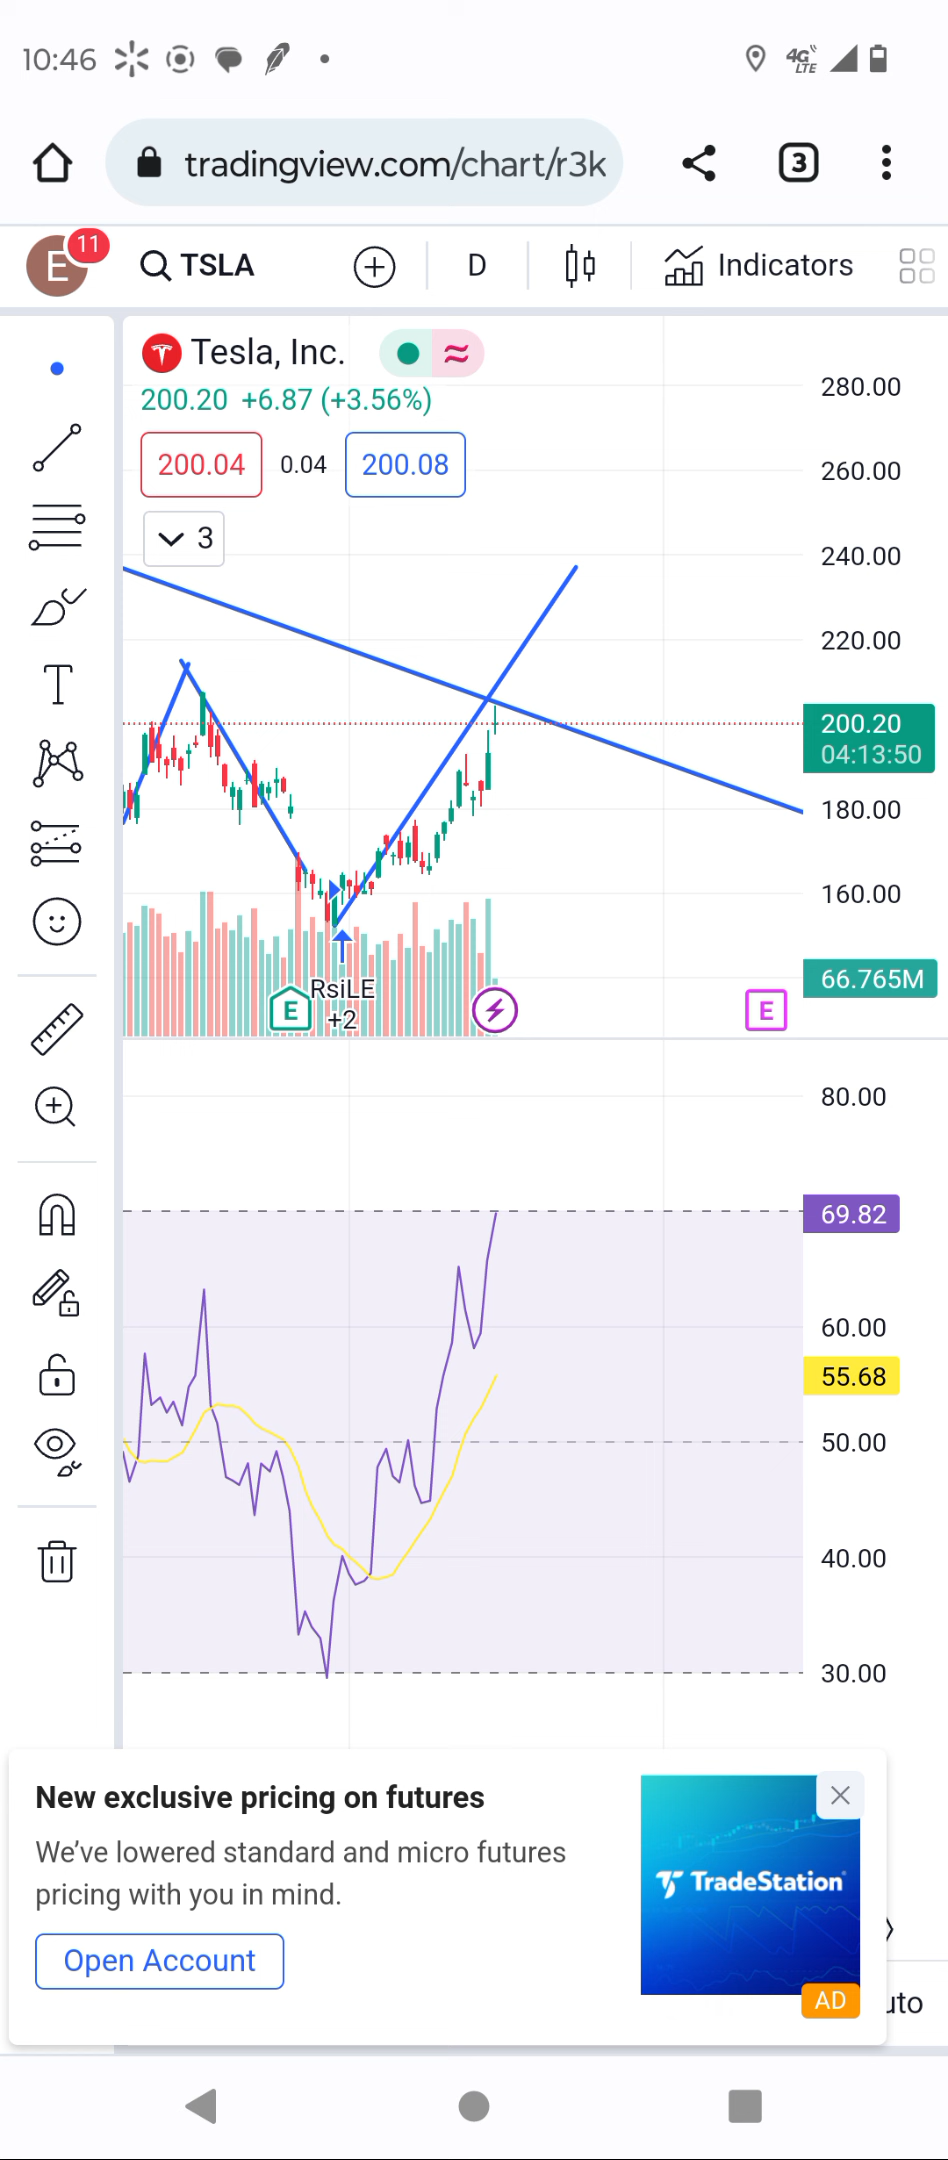 10:46
4G
LTE
tradingview.com/chart/r3k
3
E
11
TSLA
D
Indicators
Tesla, Inc.
200.20 +6.87 (+3.56%)
200.04
0.04
200.08
3
280.00
260.00
240.00
220.00
200.20
04:13:50
180.00
160.00
66.765M
RsiLE
+2
E
E
80.00
69.82
60.00
55.68
50.00
40.00
30.00
New exclusive pricing on futures
We’ve lowered standard and micro futures
pricing with you in mind.
Open Account
TradeStation
AD
uto